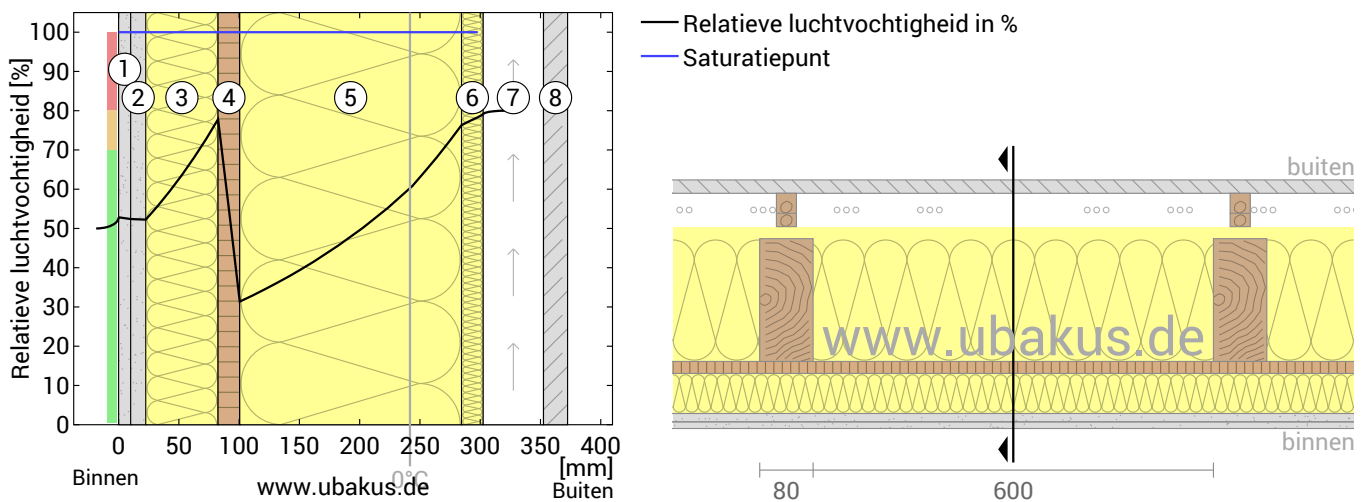 Relatieve luchtvochtigheid in %
Saturatiepunt
Relatieve luchtvochtigheid [%]
100
90
80
70
60
50
40
30
20
10
0
1
2
3
4
5
6
7
8
0 50 100 150 200 250 300 350 400
[mm]
0°C
Binnen
www.ubakus.de
Buiten
buiten
www.ubakus.de
binnen
80 600